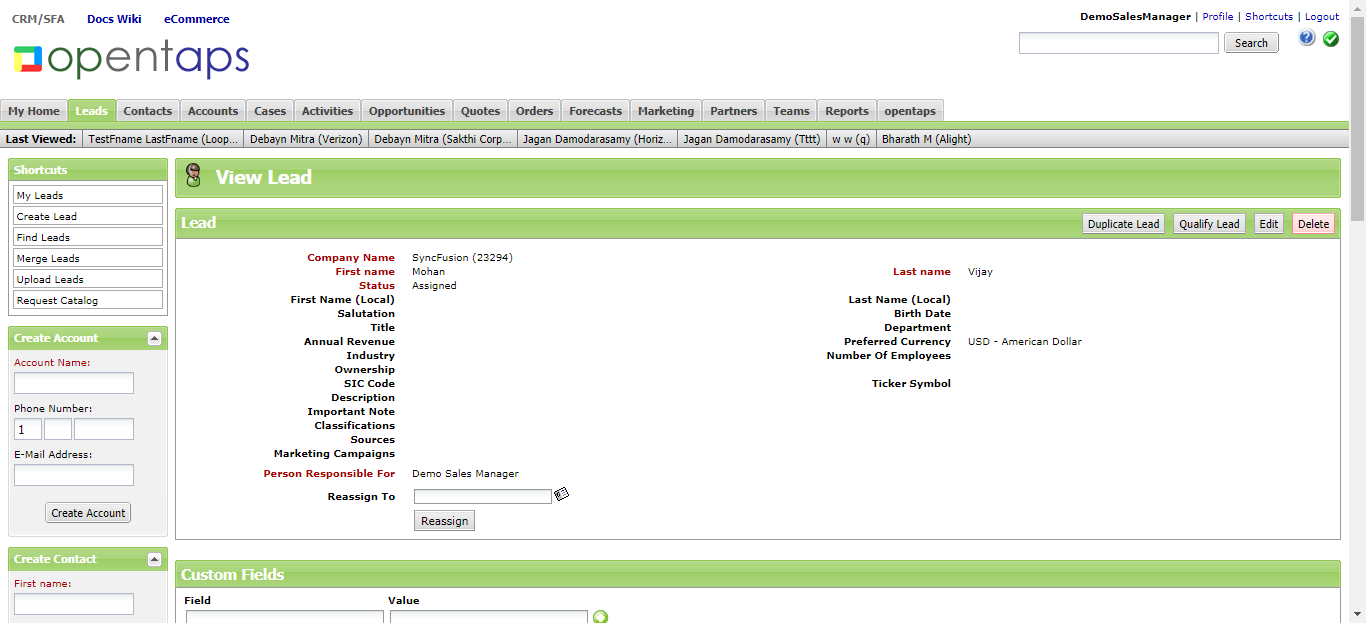 CRM/SFA Docs Wiki eCommerce
DemoSalesManager | Profile | Shortcuts | Logout
opentaps
Search
My Home Leads Contacts Accounts Cases Activities Opportunities Quotes Orders Forecasts Marketing Partners Teams Reports opentaps
Last Viewed: TestFname LastFname (Loop... Debayn Mitra (Verizon) Debayn Mitra (Sakthi Corp... Jagan Damodarasamy (Horiz... Jagan Damodarasamy (Tttt) w w (q) Bharath M (Alight)
Shortcuts
My Leads
Create Lead
Find Leads
Merge Leads
Upload Leads
Request Catalog
Create Account
Account Name:
Phone Number:
1
E-Mail Address:
Create Account
Create Contact
First name:
View Lead
Lead Duplicate Lead Qualify Lead Edit Delete
Company Name SyncFusion (23294)
First name Mohan Last name Vijay
Status Assigned
First Name (Local) Last Name (Local)
Salutation Birth Date
Title Department
Annual Revenue Preferred Currency USD - American Dollar
Industry Number Of Employees
Ownership
SIC Code Ticker Symbol
Description
Important Note
Classifications
Sources
Marketing Campaigns
Person Responsible For Demo Sales Manager
Reassign To
Reassign
Custom Fields
Field Value